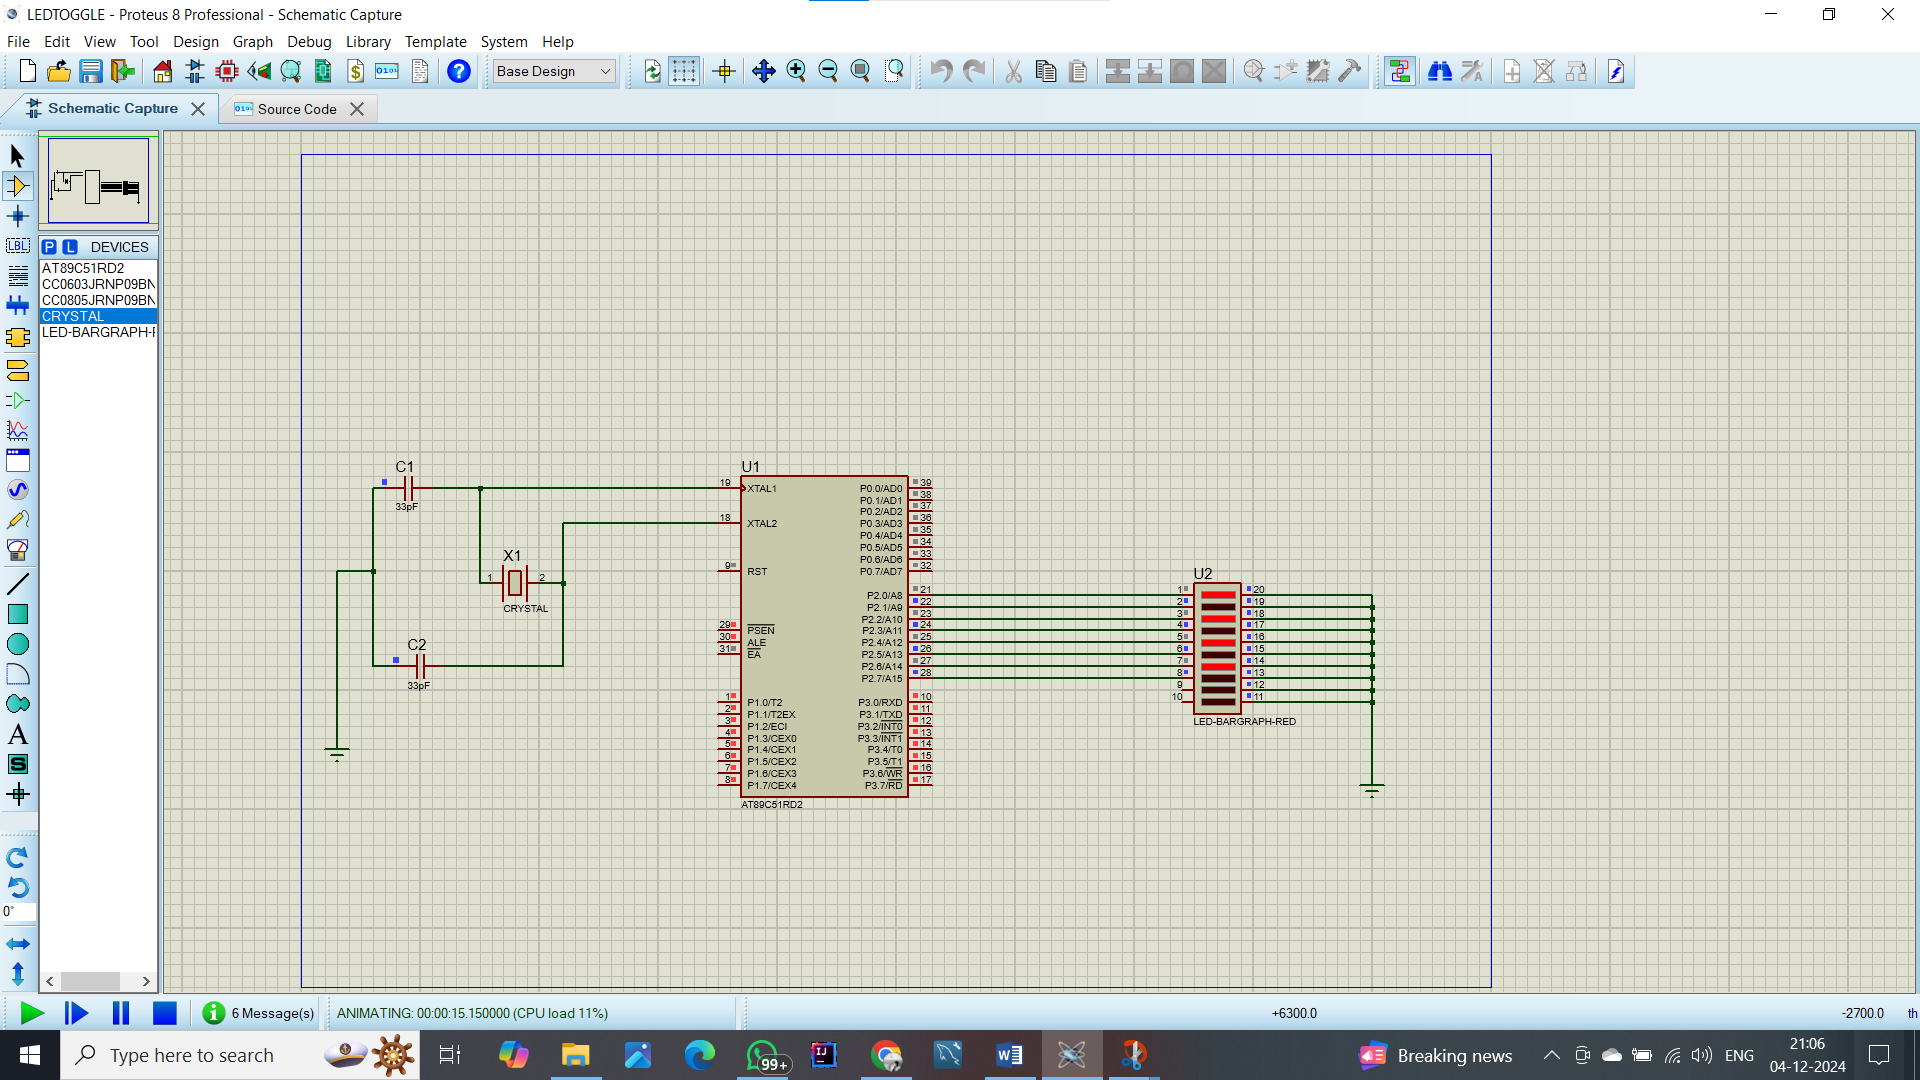 LEDTOGGLE - Proteus 8 Professional - Schematic Capture
File Edit View Tool Design Graph Debug Library Template System Help
Base Design
Schematic Capture
Source Code
LBL
P L DEVICES
AT89C51RD2
CC0603JRNP09BN
CC0805JRNP09BN
CRYSTAL
LED-BARGRAPH-
A
S
0°
C1
33pF
X1
1 2
CRYSTAL
C2
33pF
U1
19 XTAL1
18 XTAL2
9 RST
29 PSEN
30 ALE
31 EA
1 P1.0/T2
2 P1.1/T2EX
3 P1.2/ECI
4 P1.3/CEX0
5 P1.4/CEX1
6 P1.5/CEX2
7 P1.6/CEX3
8 P1.7/CEX4
P0.0/AD0 39
P0.1/AD1 38
P0.2/AD2 37
P0.3/AD3 36
P0.4/AD4 35
P0.5/AD5 34
P0.6/AD6 33
P0.7/AD7 32
P2.0/A8 21
P2.1/A9 22
P2.2/A10 23
P2.3/A11 24
P2.4/A12 25
P2.5/A13 26
P2.6/A14 27
P2.7/A15 28
P3.0/RXD 10
P3.1/TXD 11
P3.2/INT0 12
P3.3/INT1 13
P3.4/T0 14
P3.5/T1 15
P3.6/WR 16
P3.7/RD 17
AT89C51RD2
U2
1 20
2 19
3 18
4 17
5 16
6 15
7 14
8 13
9 12
10 11
LED-BARGRAPH-RED
6 Message(s)
ANIMATING: 00:00:15.150000 (CPU load 11%)
+6300.0
-2700.0
th
Type here to search
99+
Breaking news
ENG
21:06
04-12-2024